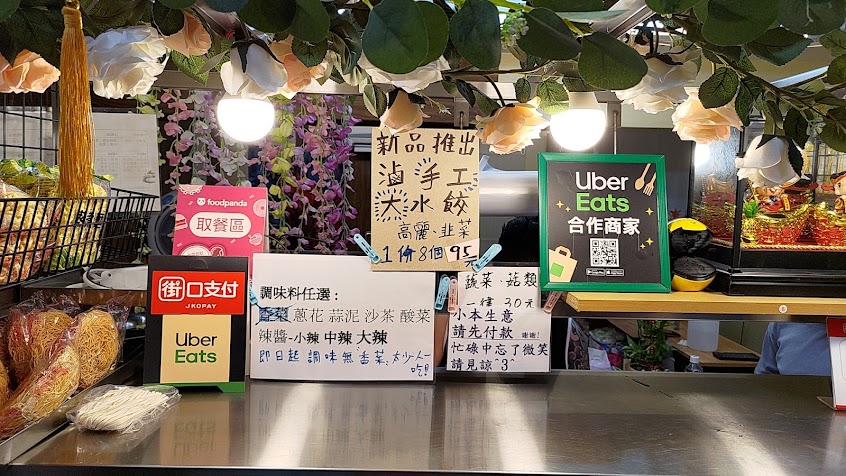 foodpanda
取餐區
街口支付
JKOPAY
Uber
Eats
新品推出
滷手工
大水餃
高麗、韭菜
1份8個95元
Uber
Eats
合作商家
調味料任選：
香菜 蔥花 蒜泥 沙茶 酸菜
辣醬-小辣 中辣 大辣
即日起 調味無香菜，太少人吃!
蔬菜、菇類
一律30元
小本生意
請先付款 謝謝!
忙碌中忘了微笑
請見諒^3^